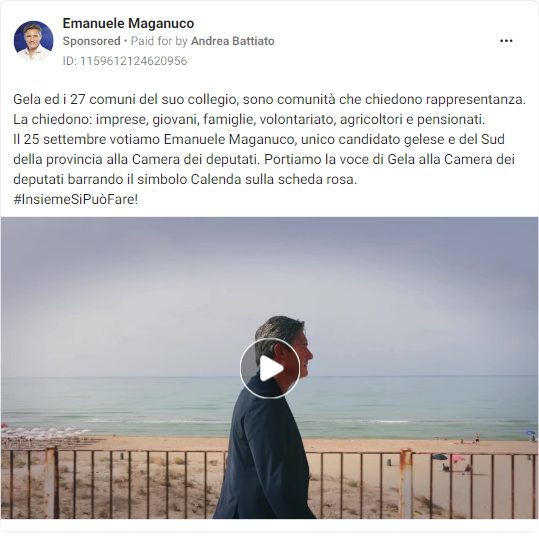 Emanuele Maganuco
Sponsored • Paid for by Andrea Battiato
ID: 1159612124620956
Gela ed i 27 comuni del suo collegio, sono comunità che chiedono rappresentanza.
La chiedono: imprese, giovani, famiglie, volontariato, agricoltori e pensionati.
Il 25 settembre votiamo Emanuele Maganuco, unico candidato gelese e del Sud
della provincia alla Camera dei deputati. Portiamo la voce di Gela alla Camera dei
deputati barrando il simbolo Calenda sulla scheda rosa.
#InsiemeSiPuòFare!